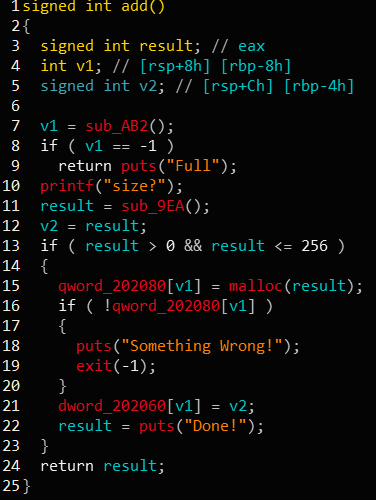 1 signed int add()
2 {
3   signed int result; // eax
4   int v1; // [rsp+8h] [rbp-8h]
5   signed int v2; // [rsp+Ch] [rbp-4h]
6
7   v1 = sub_AB2();
8   if ( v1 == -1 )
9     return puts("Full");
10   printf("size?");
11   result = sub_9EA();
12   v2 = result;
13   if ( result > 0 && result <= 256 )
14   {
15     qword_202080[v1] = malloc(result);
16     if ( !qword_202080[v1] )
17     {
18       puts("Something Wrong!");
19       exit(-1);
20     }
21     dword_202060[v1] = v2;
22     result = puts("Done!");
23   }
24   return result;
25 }